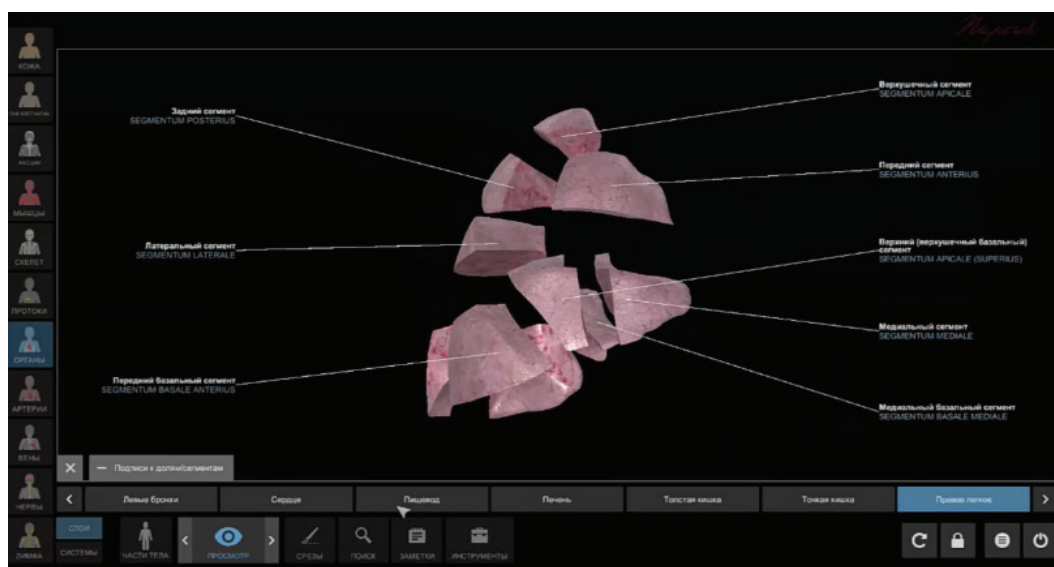 Пирогов
КОЖА
МЫШЦЫ
СКЕЛЕТ
ПРОТОКИ
ОРГАНЫ
АРТЕРИИ
ВЕНЫ
НЕРВЫ
ЛИМФА
Задний сегмент
SEGMENTUM POSTERIUS
Латеральный сегмент
SEGMENTUM LATERALE
Передний базальный сегмент
SEGMENTUM BASALE ANTERIUS
Верхушечный сегмент
SEGMENTUM APICALE
Передний сегмент
SEGMENTUM ANTERIUS
Верхний (верхушечный базальный)
сегмент
SEGMENTUM APICALE (SUPERIUS)
Медиальный сегмент
SEGMENTUM MEDIALE
Медиальный базальный сегмент
SEGMENTUM BASALE MEDIALE
Подписи к долям/сегментам
Левые бронхи
Сердце
Пищевод
Печень
Толстая кишка
Тонкая кишка
Правое легкое
СЛОИ
СИСТЕМЫ
ЧАСТИ ТЕЛА
ПРОСМОТР
СРЕЗЫ
ПОИСК
ЗАМЕТКИ
ИНСТРУМЕНТЫ